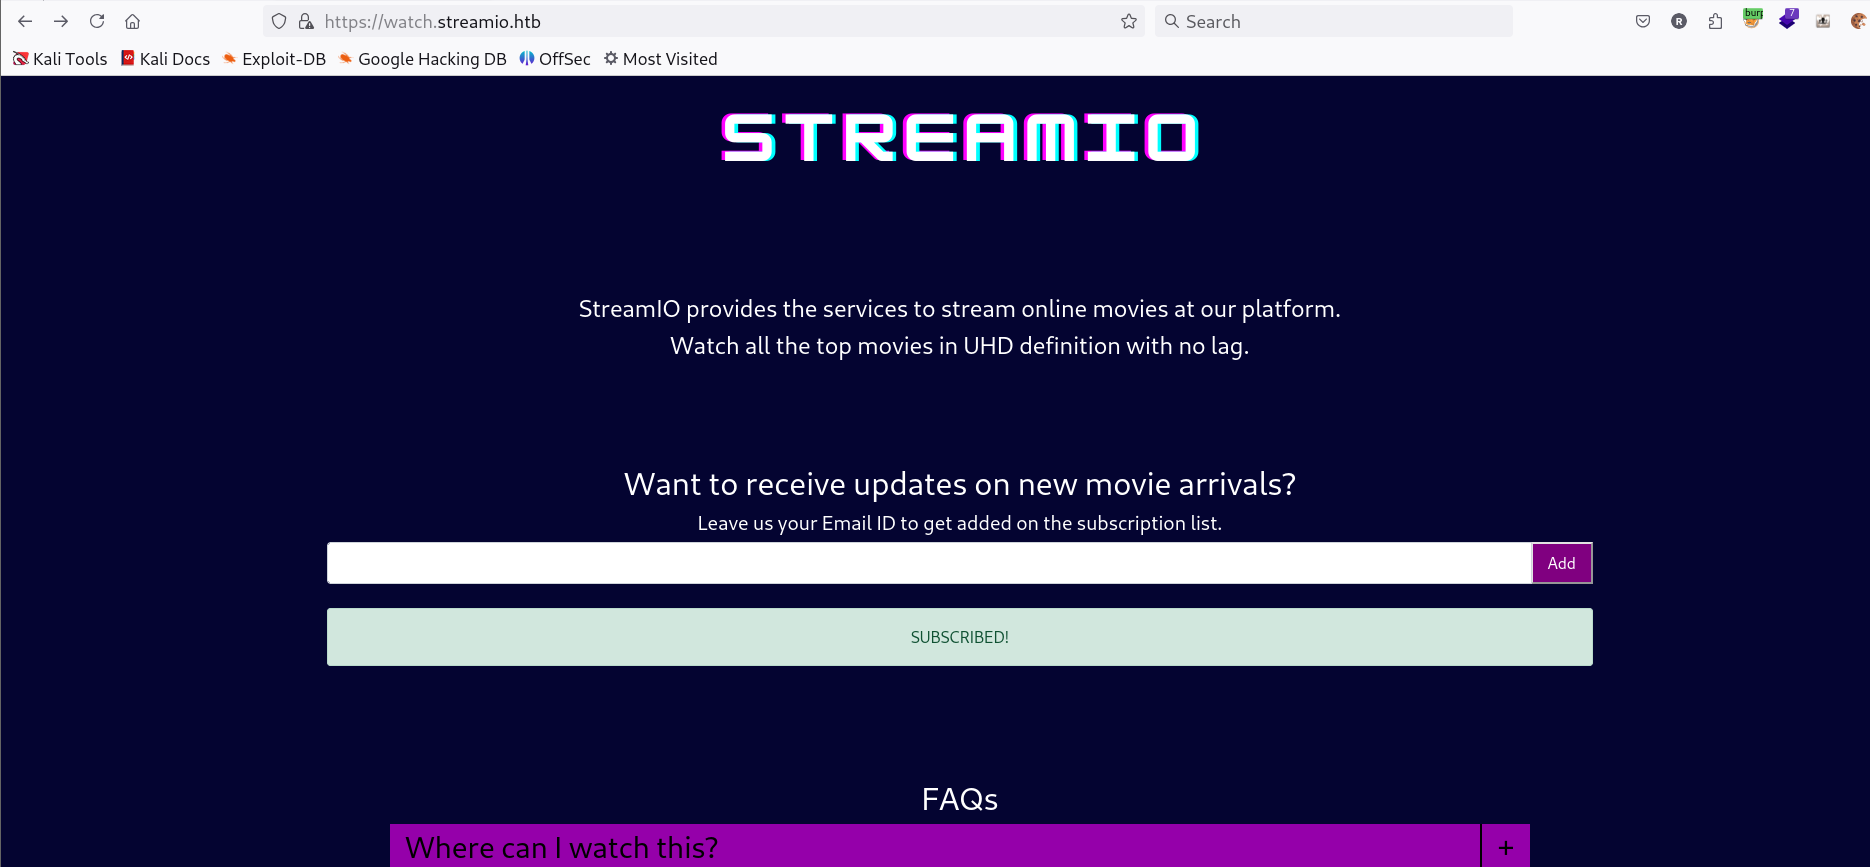 https://watch.streamio.htb
Search
burp
7
R
Kali Tools Kali Docs Exploit-DB Google Hacking DB OffSec Most Visited
STREAMIO
StreamIO provides the services to stream online movies at our platform.
Watch all the top movies in UHD definition with no lag.
Want to receive updates on new movie arrivals?
Leave us your Email ID to get added on the subscription list.
Add
SUBSCRIBED!
FAQs
Where can I watch this? +